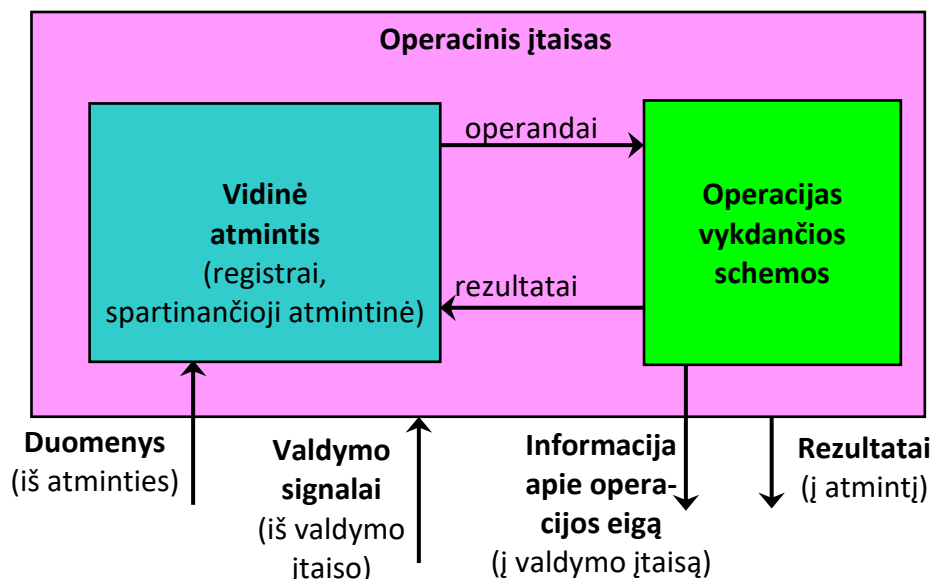 Operacinis įtaisas
operandai
Vidinė
atmintis
(registrai,
spartinančioji atmintinė)
Operacijas
vykdančios
schemos
rezultatai
Duomenys
(iš atminties)
Valdymo
signalai
(iš valdymo
įtaiso)
Informacija
apie opera-
cijos eigą
(į valdymo įtaisą)
Rezultatai
(į atmintį)